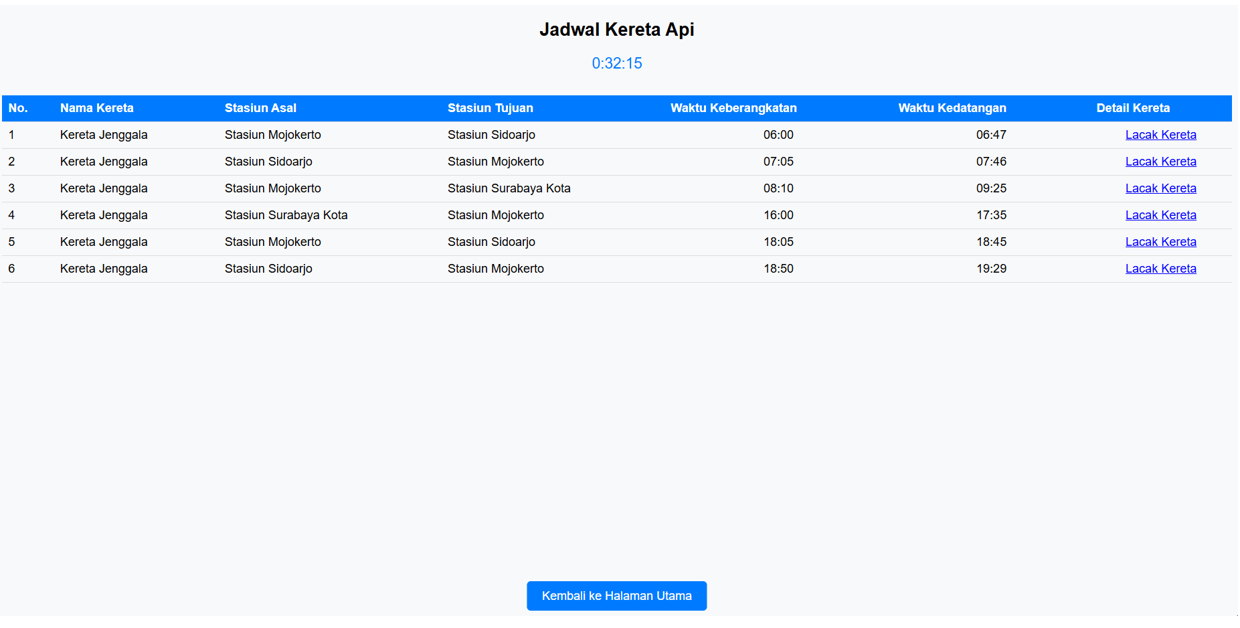 Jadwal Kereta Api
0:32:15
No. Nama Kereta Stasiun Asal Stasiun Tujuan Waktu Keberangkatan Waktu Kedatangan Detail Kereta
1 Kereta Jenggala Stasiun Mojokerto Stasiun Sidoarjo 06:00 06:47 Lacak Kereta
2 Kereta Jenggala Stasiun Sidoarjo Stasiun Mojokerto 07:05 07:46 Lacak Kereta
3 Kereta Jenggala Stasiun Mojokerto Stasiun Surabaya Kota 08:10 09:25 Lacak Kereta
4 Kereta Jenggala Stasiun Surabaya Kota Stasiun Mojokerto 16:00 17:35 Lacak Kereta
5 Kereta Jenggala Stasiun Mojokerto Stasiun Sidoarjo 18:05 18:45 Lacak Kereta
6 Kereta Jenggala Stasiun Sidoarjo Stasiun Mojokerto 18:50 19:29 Lacak Kereta
Kembali ke Halaman Utama